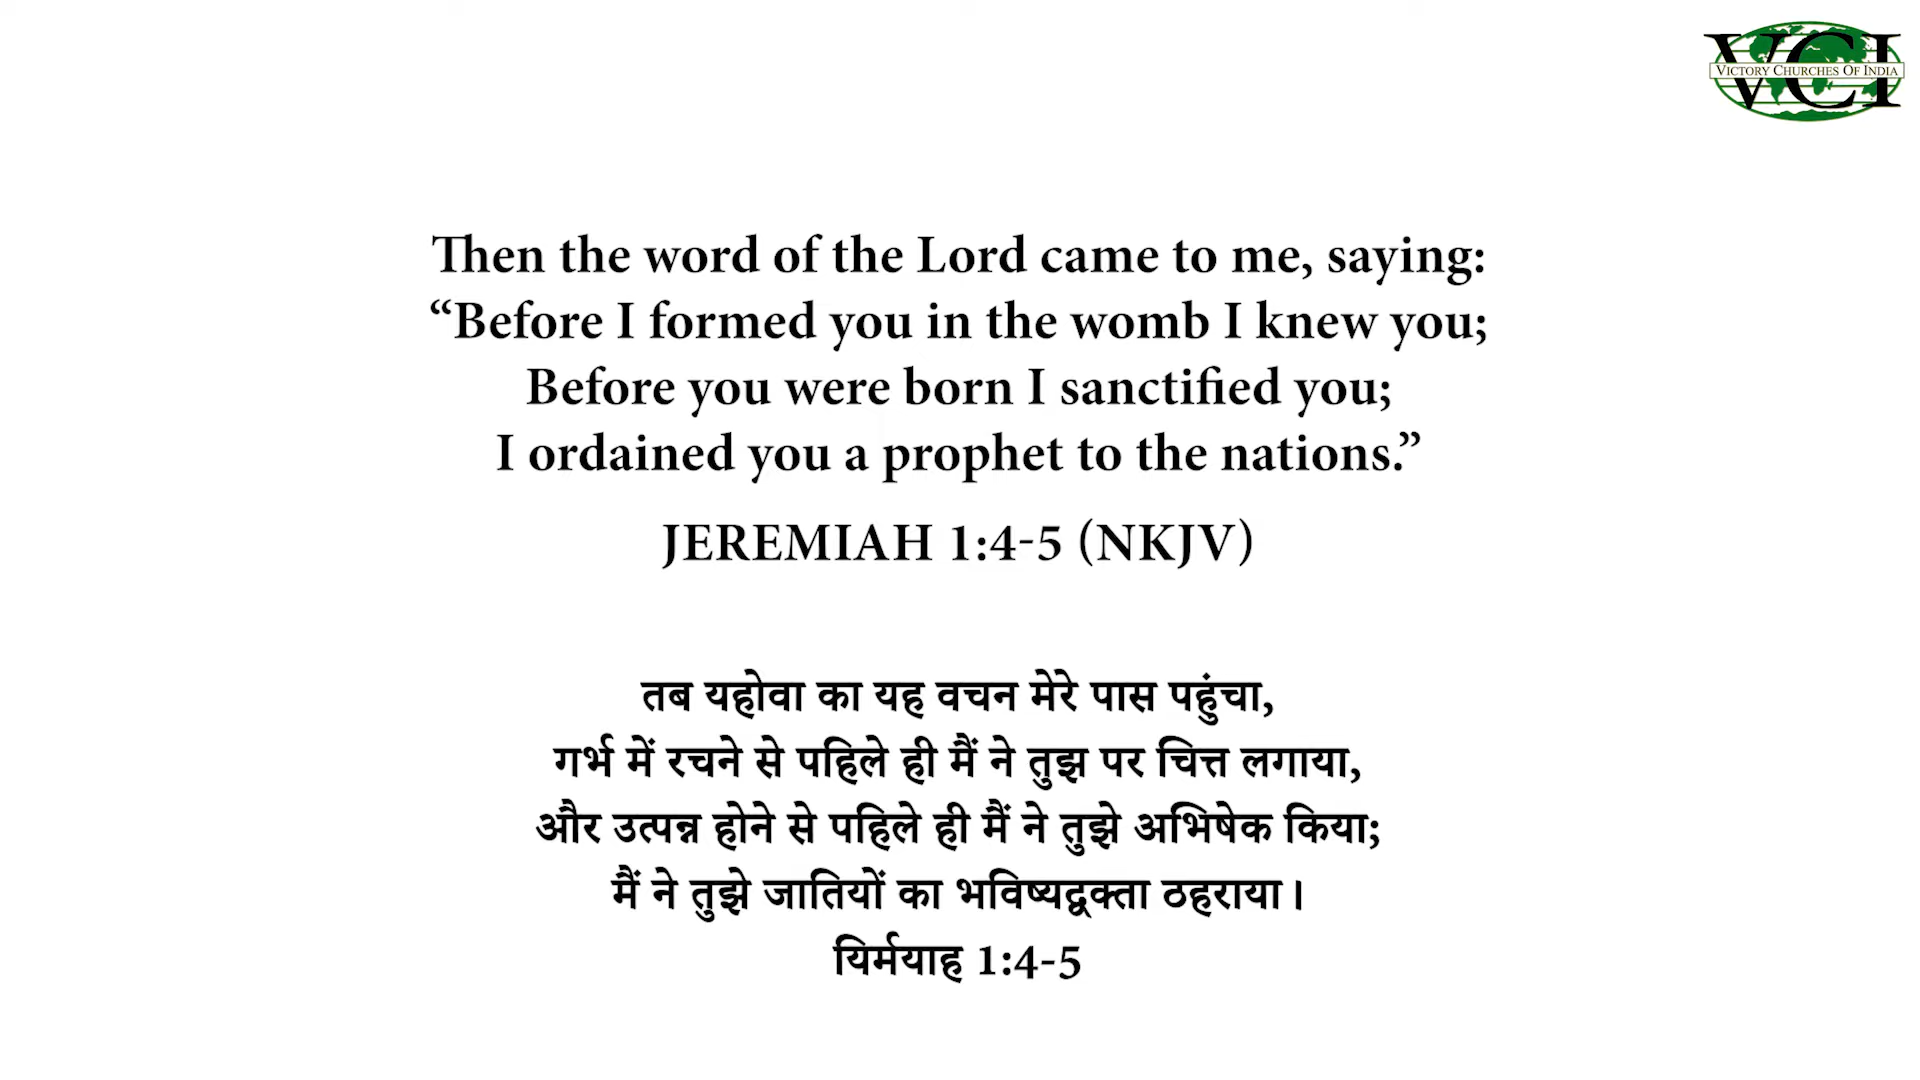 VCI
VICTORY CHURCHES OF INDIA
Then the word of the Lord came to me, saying:
“Before I formed you in the womb I knew you;
Before you were born I sanctified you;
I ordained you a prophet to the nations.”
JEREMIAH 1:4-5 (NKJV)
तब यहोवा का यह वचन मेरे पास पहुंचा,
गर्भ में रचने से पहिले ही मैं ने तुझ पर चित्त लगाया,
और उत्पन्न होने से पहिले ही मैं ने तुझे अभिषेक किया;
मैं ने तुझे जातियों का भविष्यद्वक्ता ठहराया।
यिर्मयाह 1:4-5